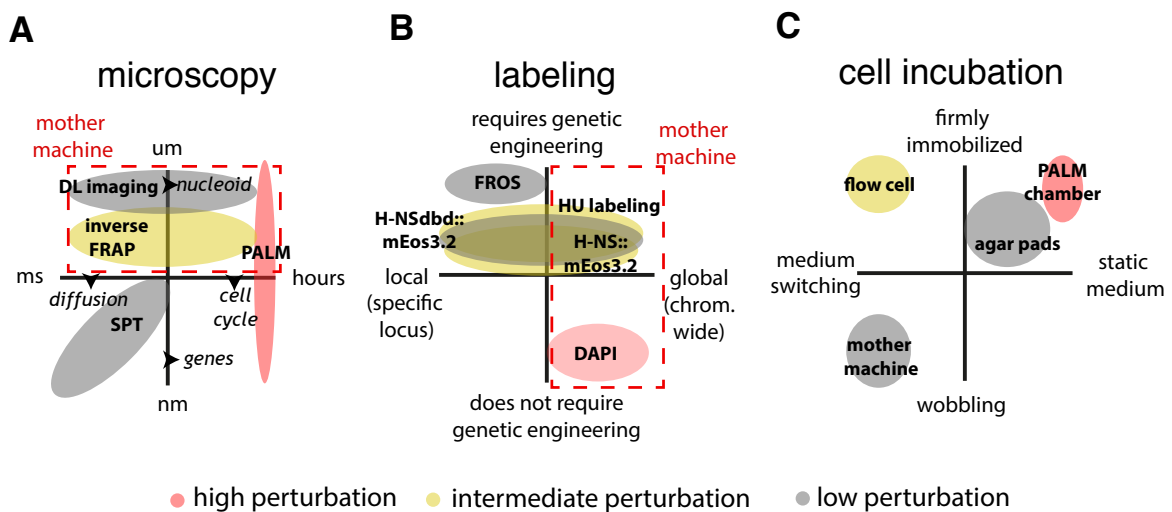 A
microscopy
mother
machine
um
DL imaging
nucleoid
inverse
FRAP
PALM
ms
hours
diffusion
cell
cycle
SPT
genes
nm
B
labeling
requires genetic
engineering
mother
machine
FROS
HU labeling
H-NSdbd::
mEos3.2
H-NS::
mEos3.2
local
(specific
locus)
global
(chrom.
wide)
DAPI
does not require
genetic engineering
C
cell incubation
firmly
immobilized
flow cell
PALM
chamber
agar pads
medium
switching
static
medium
mother
machine
wobbling
high perturbation
intermediate perturbation
low perturbation